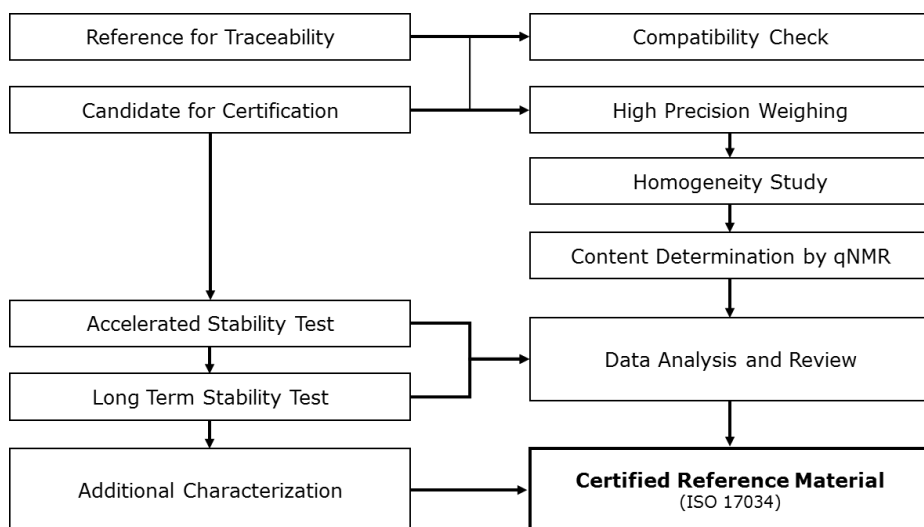 Reference for Traceability
Compatibility Check
Candidate for Certification
High Precision Weighing
Homogeneity Study
Content Determination by qNMR
Accelerated Stability Test
Data Analysis and Review
Long Term Stability Test
Additional Characterization
Certified Reference Material
(ISO 17034)